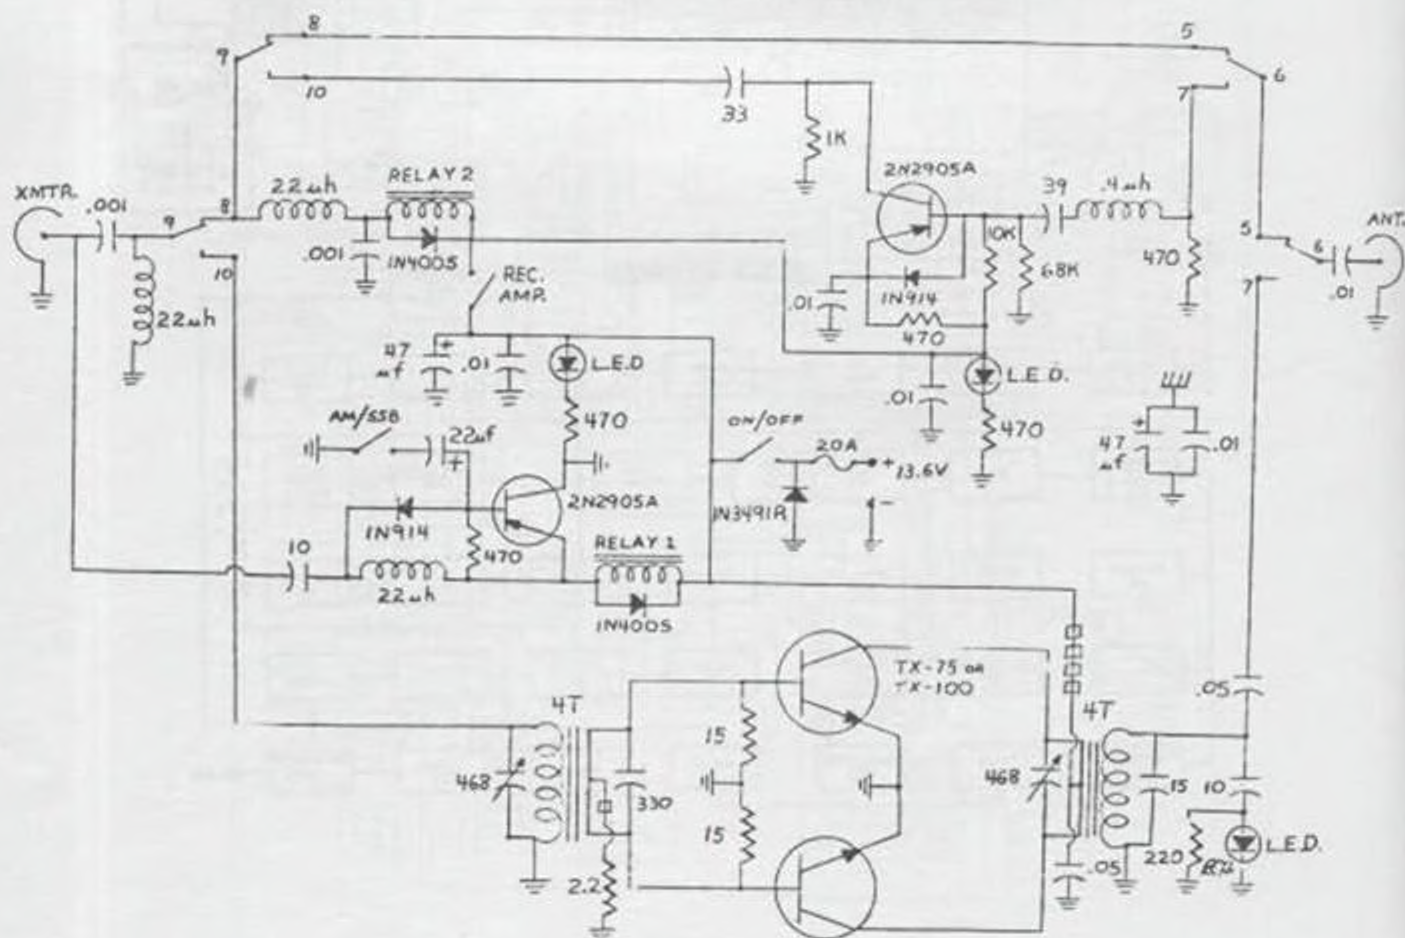 8
5
9
6
10
7
33
1K
2N2905A
XMTR.
.001
9
8
22uh
RELAY 2
39
.4uh
ANT.
10K
68K
470
5
6
7
.01
.001
1N4005
10
REC.
AMP.
22uh
.01
1N914
470
47
uf
.01
L.E.D
L.E.D.
.01
AM/SSB
22uf
470
ON/OFF
20A
+ 13.6V
-
470
47
uf
.01
2N2905A
1N3491R
1N914
10
470
RELAY 1
22uh
1N4005
TX-75 OR
TX-100
.05
4T
4T
15
468
330
468
15
10
15
2.2
.05
220
L.E.D.